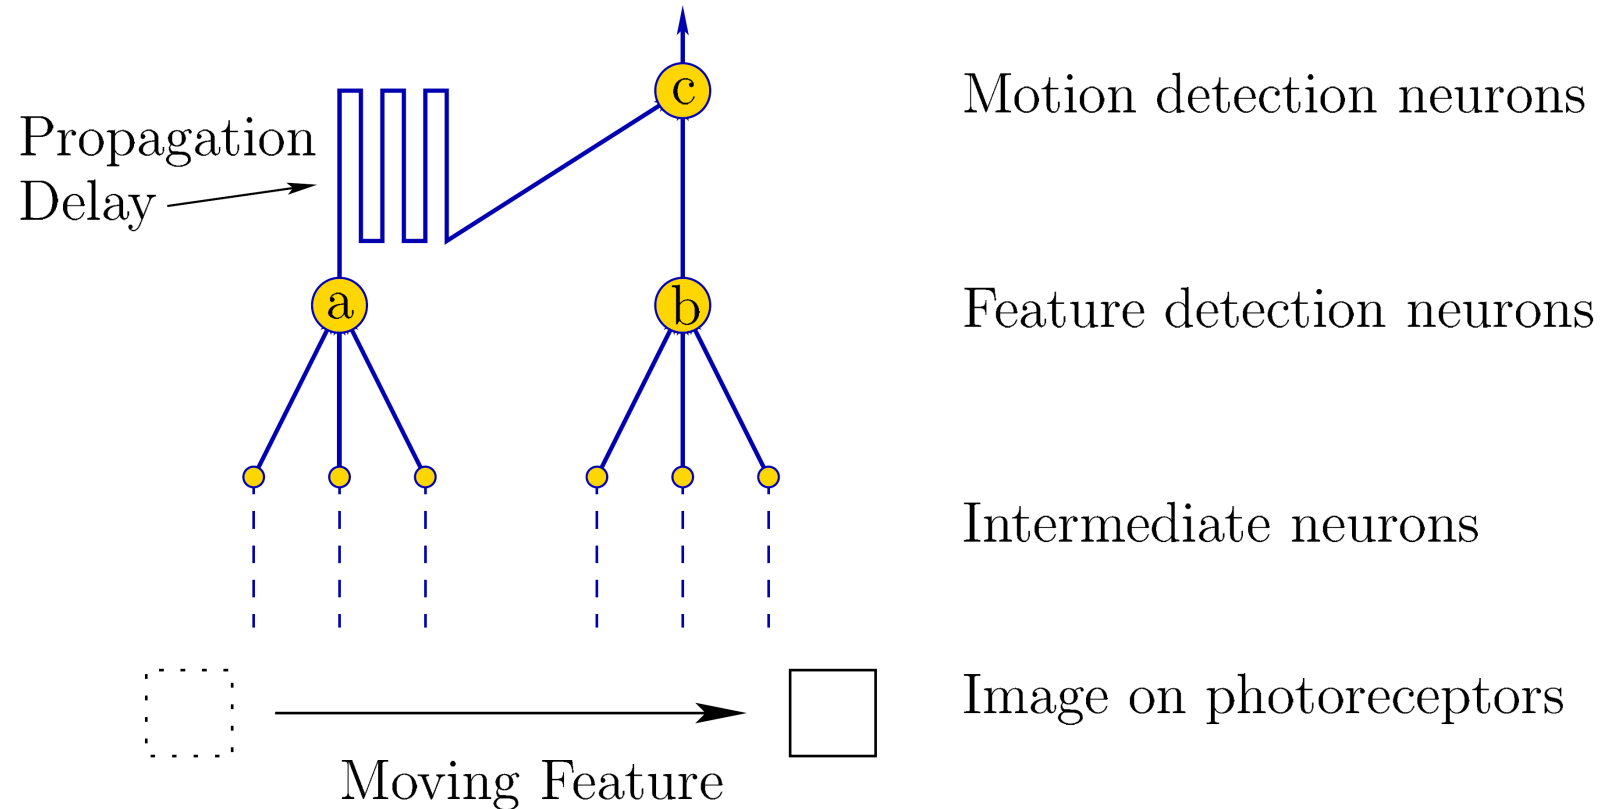 c
Motion detection neurons
Propagation
Delay
a
b
Feature detection neurons
Intermediate neurons
Image on photoreceptors
Moving Feature